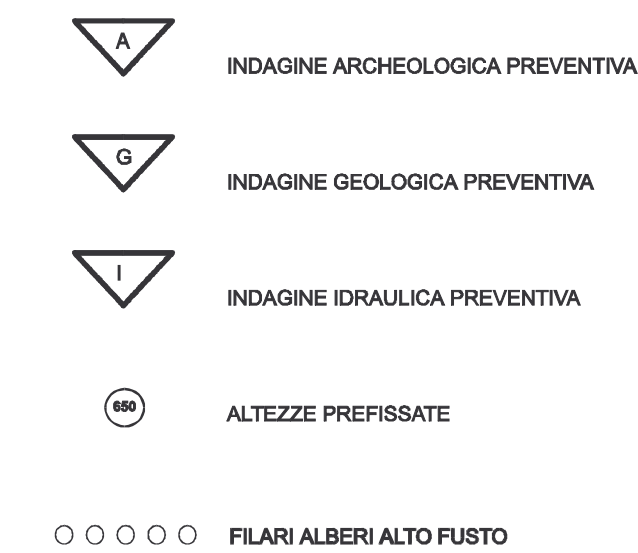 A
INDAGINE ARCHEOLOGICA PREVENTIVA
G
INDAGINE GEOLOGICA PREVENTIVA
I
INDAGINE IDRAULICA PREVENTIVA
650
ALTEZZE PREFISSATE
FILARI ALBERI ALTO FUSTO